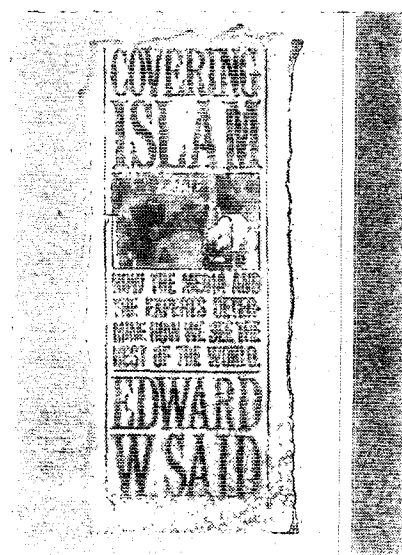 COVERING
ISLAM
HOW THE MEDIA AND
THE EXPERTS DETER-
MINE HOW WE SEE THE
REST OF THE WORLD.
EDWARD
W. SAID